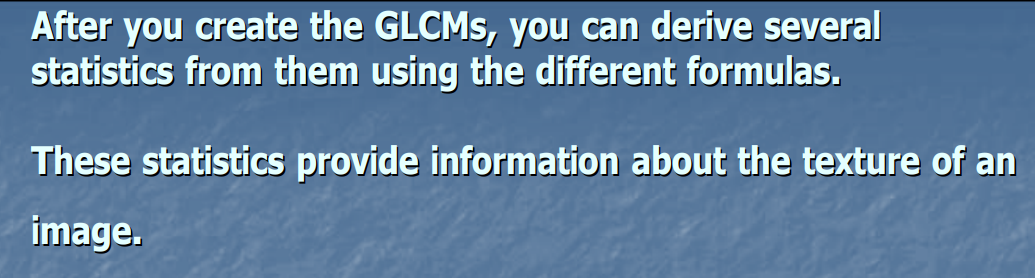 After you create the GLCMs, you can derive several
statistics from them using the different formulas.
These statistics provide information about the texture of an
image.